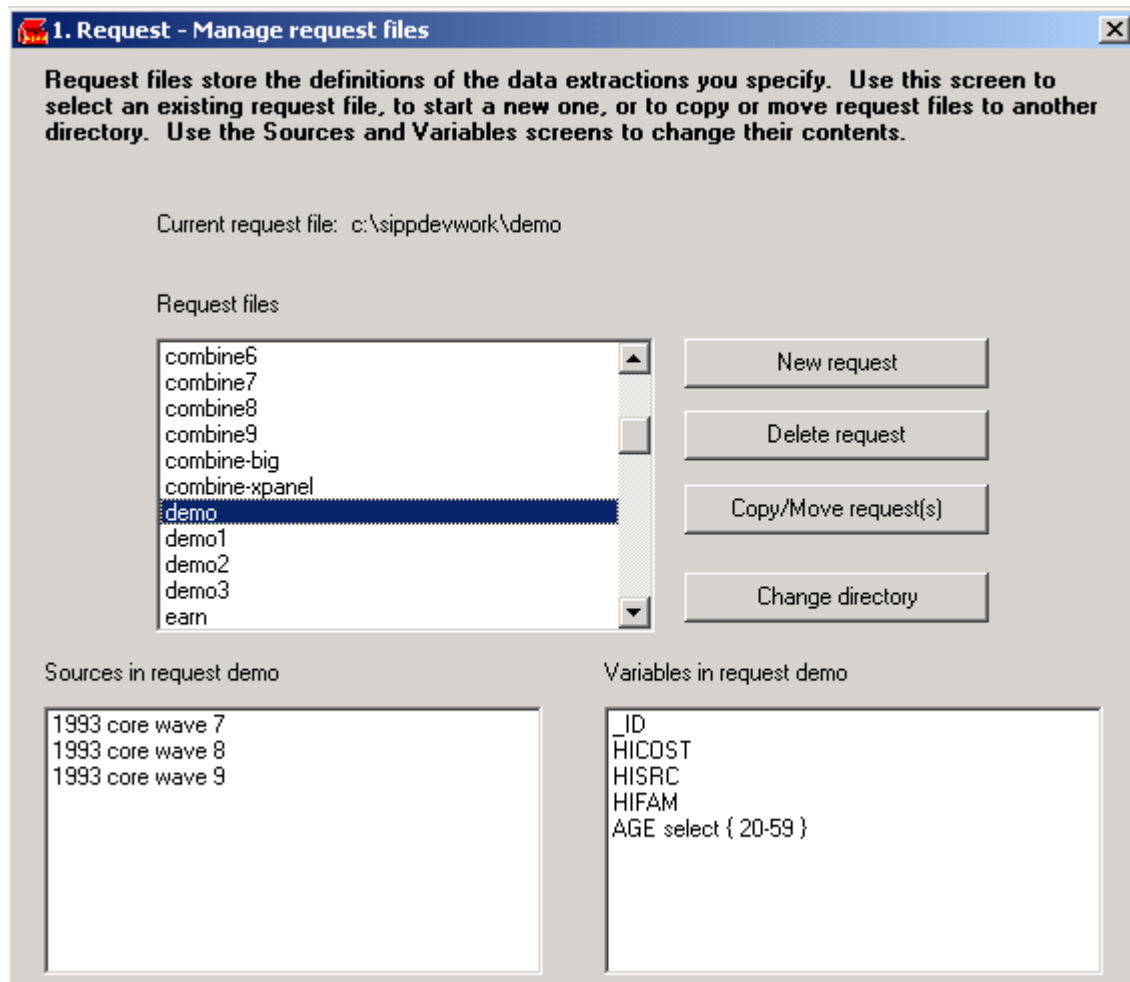 1. Request - Manage request files
Request files store the definitions of the data extractions you specify. Use this screen to
select an existing request file, to start a new one, or to copy or move request files to another
directory. Use the Sources and Variables screens to change their contents.
Current request file: c:\sippdevwork\demo
Request files
combine6
combine7
combine8
combine9
combine-big
combine-xpanel
demo
demo1
demo2
demo3
earn
New request
Delete request
Copy/Move request(s)
Change directory
Sources in request demo
1993 core wave 7
1993 core wave 8
1993 core wave 9
Variables in request demo
_ID
HICOST
HISRC
HIFAM
AGE select { 20-59 }